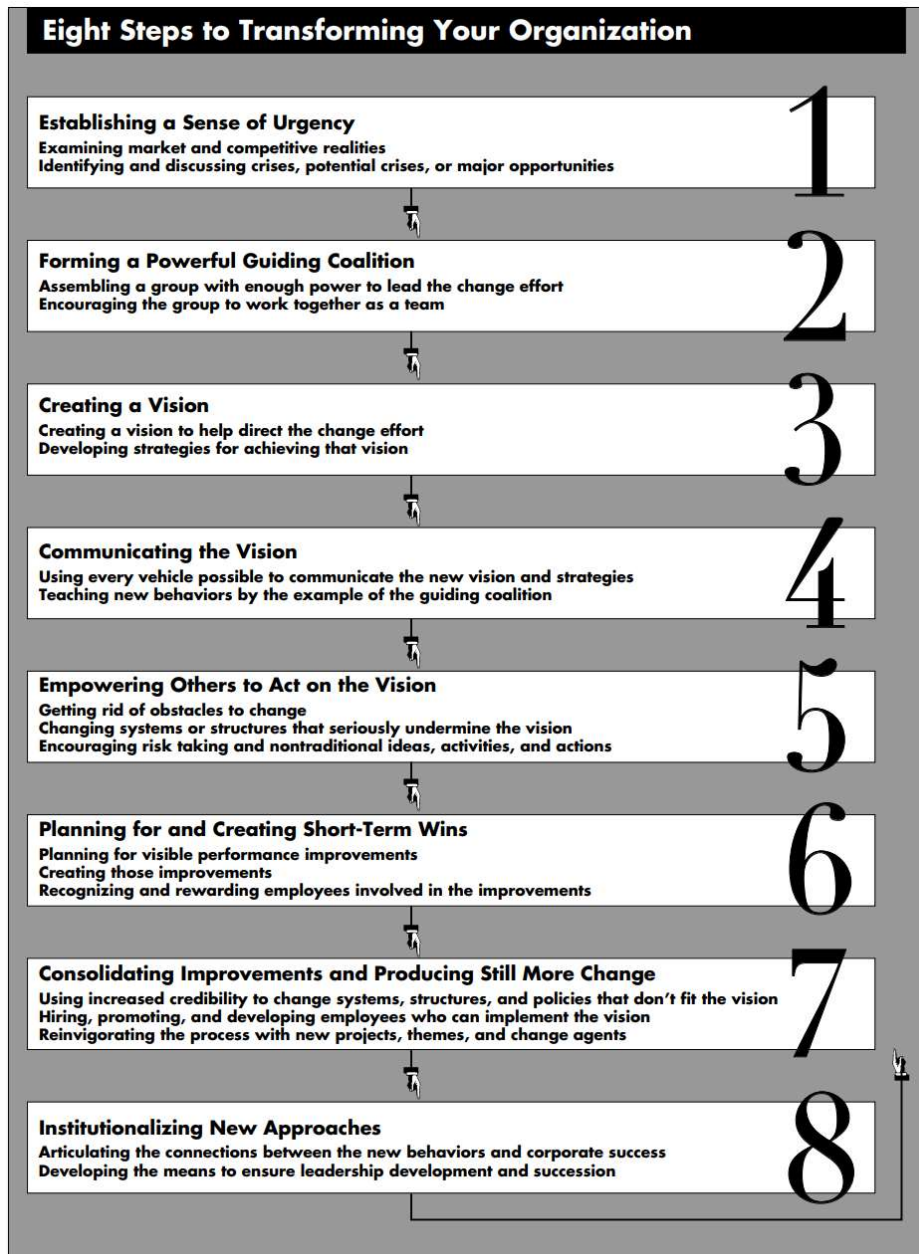 Eight Steps to Transforming Your Organization
1
Establishing a Sense of Urgency
Examining market and competitive realities
Identifying and discussing crises, potential crises, or major opportunities
2
Forming a Powerful Guiding Coalition
Assembling a group with enough power to lead the change effort
Encouraging the group to work together as a team
3
Creating a Vision
Creating a vision to help direct the change effort
Developing strategies for achieving that vision
4
Communicating the Vision
Using every vehicle possible to communicate the new vision and strategies
Teaching new behaviors by the example of the guiding coalition
5
Empowering Others to Act on the Vision
Getting rid of obstacles to change
Changing systems or structures that seriously undermine the vision
Encouraging risk taking and nontraditional ideas, activities, and actions
6
Planning for and Creating Short-Term Wins
Planning for visible performance improvements
Creating those improvements
Recognizing and rewarding employees involved in the improvements
7
Consolidating Improvements and Producing Still More Change
Using increased credibility to change systems, structures, and policies that don't fit the vision
Hiring, promoting, and developing employees who can implement the vision
Reinvigorating the process with new projects, themes, and change agents
8
Institutionalizing New Approaches
Articulating the connections between the new behaviors and corporate success
Developing the means to ensure leadership development and succession